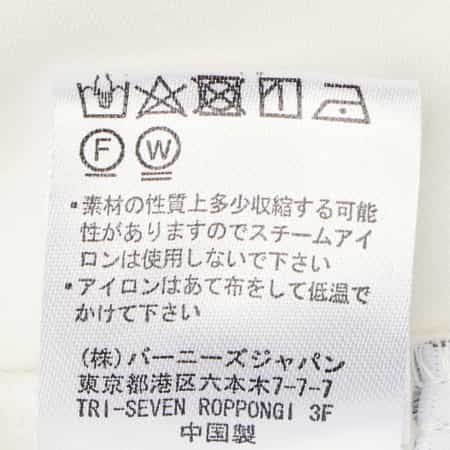 F W
・素材の性質上多少収縮する可能
性がありますのでスチームアイ
ロンは使用しないで下さい
・アイロンはあて布をして低温で
かけて下さい
(株)バーニーズジャパン
東京都港区六本木7-7-7
TRI-SEVEN ROPPONGI 3F
中国製